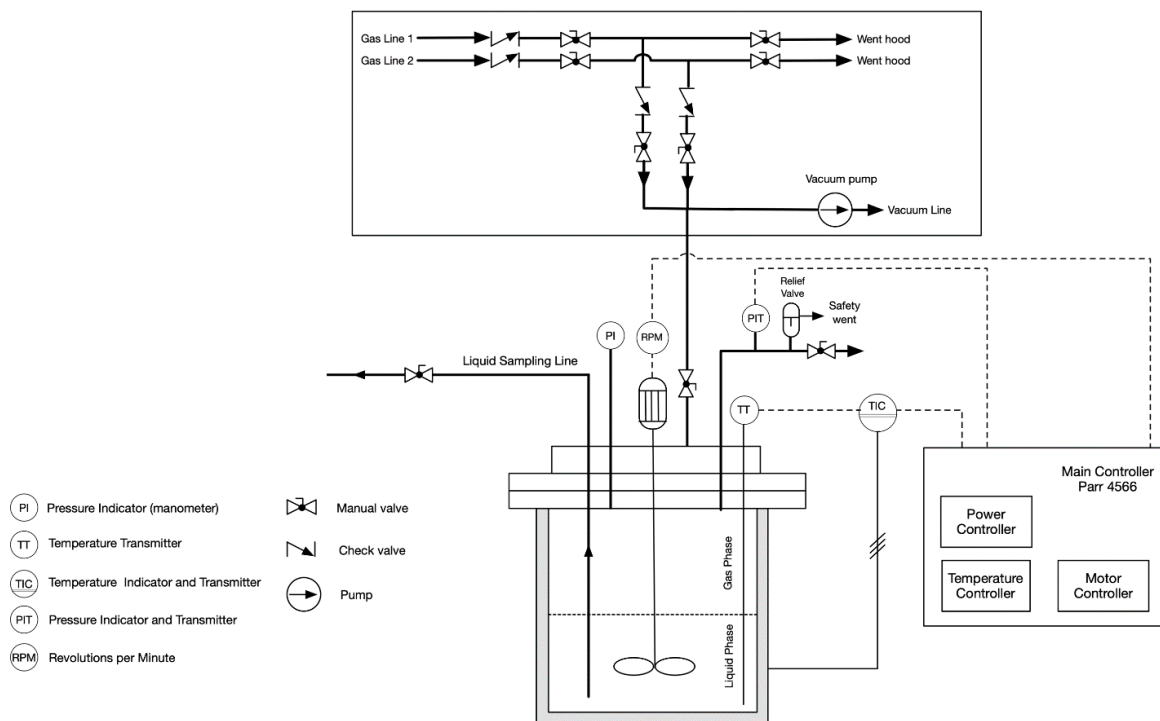 Gas Line 1
Went hood
Gas Line 2
Went hood
Vacuum pump
Vacuum Line
Relief
Valve
Safety
went
PIT
PI
RPM
Liquid Sampling Line
TT
TIC
Main Controller
Parr 4566
Power
Controller
Temperature
Controller
Motor
Controller
Gas Phase
Liquid Phase
PI Pressure Indicator (manometer)
TT Temperature Transmitter
TIC Temperature Indicator and Transmitter
PIT Pressure Indicator and Transmitter
RPM Revolutions per Minute
Manual valve
Check valve
Pump